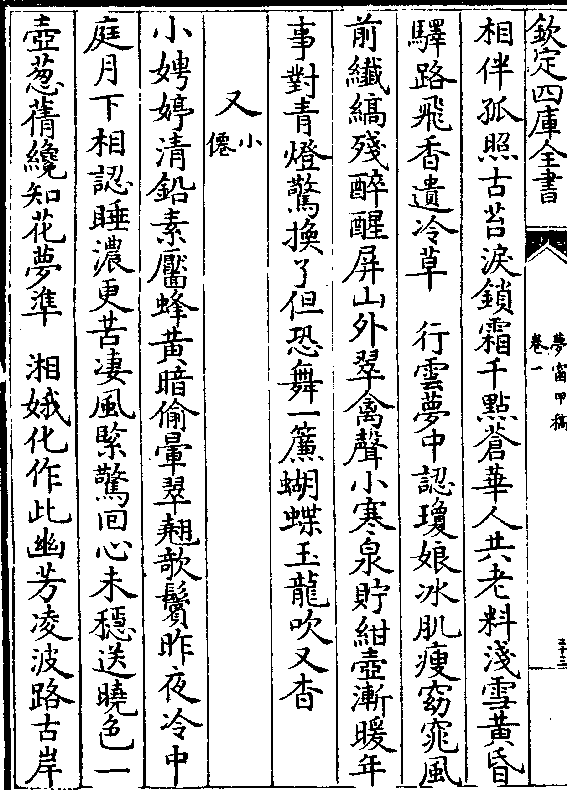 欽定四庫全書
夢窗甲稿
卷一
相伴孤照古苔淚鎖霜千點蒼華人共老料淺雪黄昏
驛路飛香遺冷草　行雲夢中認瓊娘冰肌瘦窈窕風
前纖縞殘醉醒屏山外翠禽聲小寒泉貯紺壺漸暖年
事對青燈驚換了但恐舞一簾蝴蝶玉龍吹又杳
又小僊
小娉婷清鉛素靨蜂黄暗偷暈翠翹欹鬢昨夜冷中
庭月下相認睡濃更苦凄風緊驚回心未穩送曉色一
壺葱蒨纔知花夢準　湘娥化作此幽芳凌波路古岸